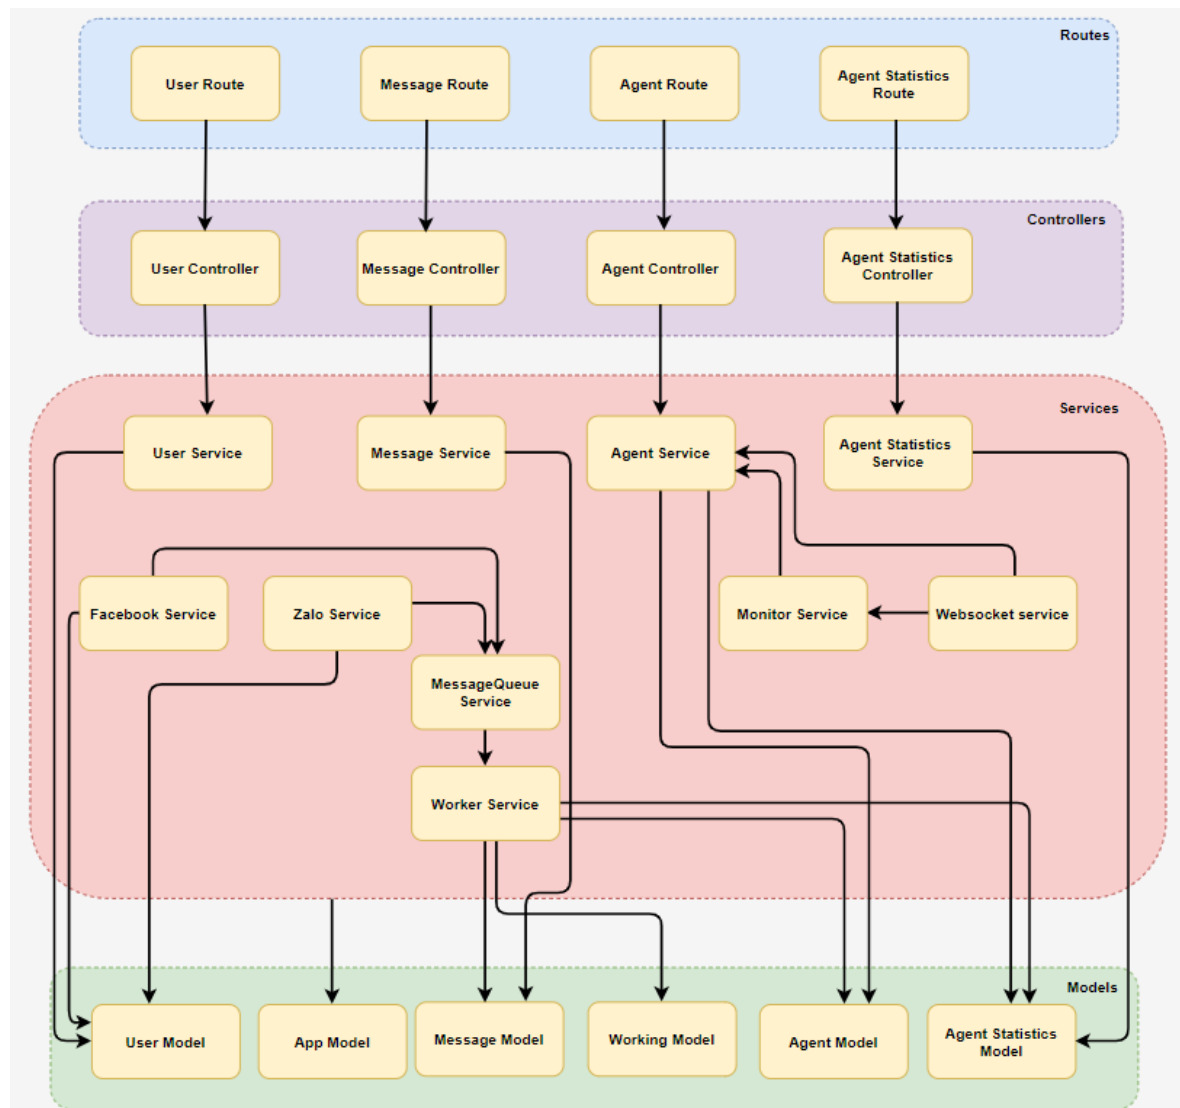 Routes
User Route
Message Route
Agent Route
Agent Statistics
Route
Controllers
User Controller
Message Controller
Agent Controller
Agent Statistics
Controller
Services
User Service
Message Service
Agent Service
Agent Statistics
Service
Facebook Service
Zalo Service
Monitor Service
Websocket service
MessageQueue
Service
Worker Service
Models
User Model
App Model
Message Model
Working Model
Agent Model
Agent Statistics
Model